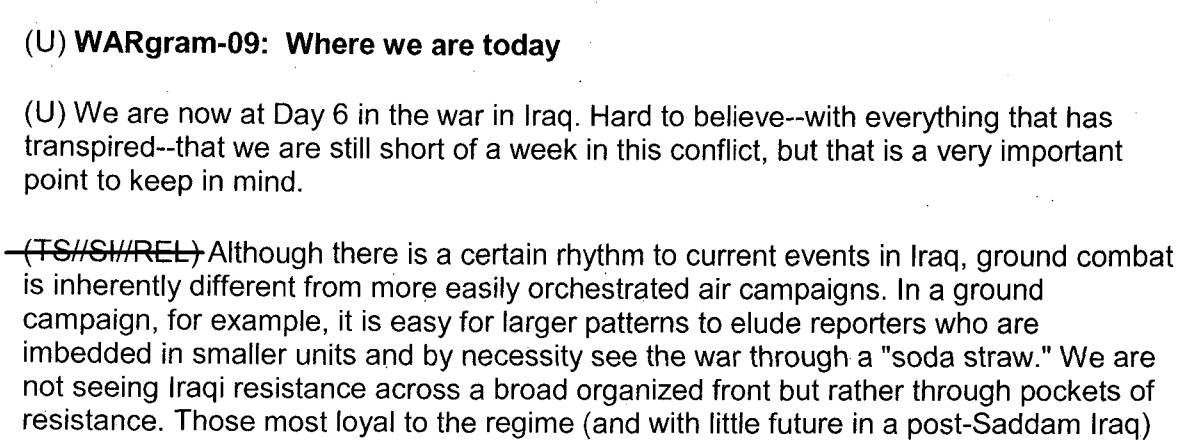 (U) WARgram-09: Where we are today
(U) We are now at Day 6 in the war in Iraq. Hard to believe--with everything that has
transpired--that we are still short of a week in this conflict, but that is a very important
point to keep in mind.
(TS//SI//REL) Although there is a certain rhythm to current events in Iraq, ground combat
is inherently different from more easily orchestrated air campaigns. In a ground
campaign, for example, it is easy for larger patterns to elude reporters who are
imbedded in smaller units and by necessity see the war through a "soda straw." We are
not seeing Iraqi resistance across a broad organized front but rather through pockets of
resistance. Those most loyal to the regime (and with little future in a post-Saddam Iraq)